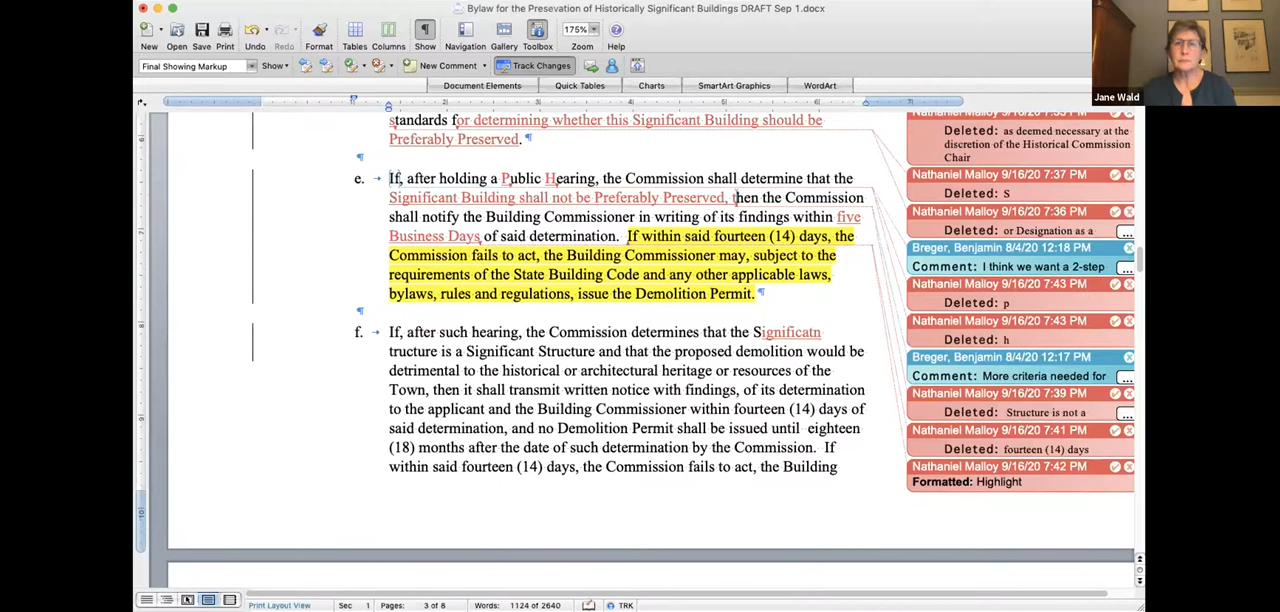 Bylaw for the Presevation of Historically Significant Buildings DRAFT Sep 1.docx
175%
New Open Save Print Undo Redo Format Tables Columns Show Navigation Gallery Toolbox Zoom Help
Final Showing Markup Show New Comment Track Changes
Document Elements Quick Tables Charts SmartArt Graphics WordArt
Jane Wald
standards for determining whether this Significant Building should be
Preferably Preserved. ¶
¶
e. If, after holding a Public Hearing, the Commission shall determine that the
Significant Building shall not be Preferably Preserved, then the Commission
shall notify the Building Commissioner in writing of its findings within five
Business Days of said determination. If within said fourteen (14) days, the
Commission fails to act, the Building Commissioner may, subject to the
requirements of the State Building Code and any other applicable laws,
bylaws, rules and regulations, issue the Demolition Permit. ¶
¶
f. If, after such hearing, the Commission determines that the Significatn
tructure is a Significant Structure and that the proposed demolition would be
detrimental to the historical or architectural heritage or resources of the
Town, then it shall transmit written notice with findings, of its determination
to the applicant and the Building Commissioner within fourteen (14) days of
said determination, and no Demolition Permit shall be issued until eighteen
(18) months after the date of such determination by the Commission. If
within said fourteen (14) days, the Commission fails to act, the Building
Deleted: as deemed necessary at the
discretion of the Historical Commission
Chair
Nathaniel Malloy 9/16/20 7:37 PM
Deleted: S
Nathaniel Malloy 9/16/20 7:36 PM
Deleted: or Designation as a ...
Breger, Benjamin 8/4/20 12:18 PM
Comment: I think we want a 2-step ...
Nathaniel Malloy 9/16/20 7:43 PM
Deleted: p
Nathaniel Malloy 9/16/20 7:43 PM
Deleted: h
Breger, Benjamin 8/4/20 12:17 PM
Comment: More criteria needed for ...
Nathaniel Malloy 9/16/20 7:39 PM
Deleted: Structure is not a ...
Nathaniel Malloy 9/16/20 7:41 PM
Deleted: fourteen (14) days
Nathaniel Malloy 9/16/20 7:42 PM
Formatted: Highlight
Print Layout View Sec 1 Pages: 3 of 8 Words: 1124 of 2640 TRK